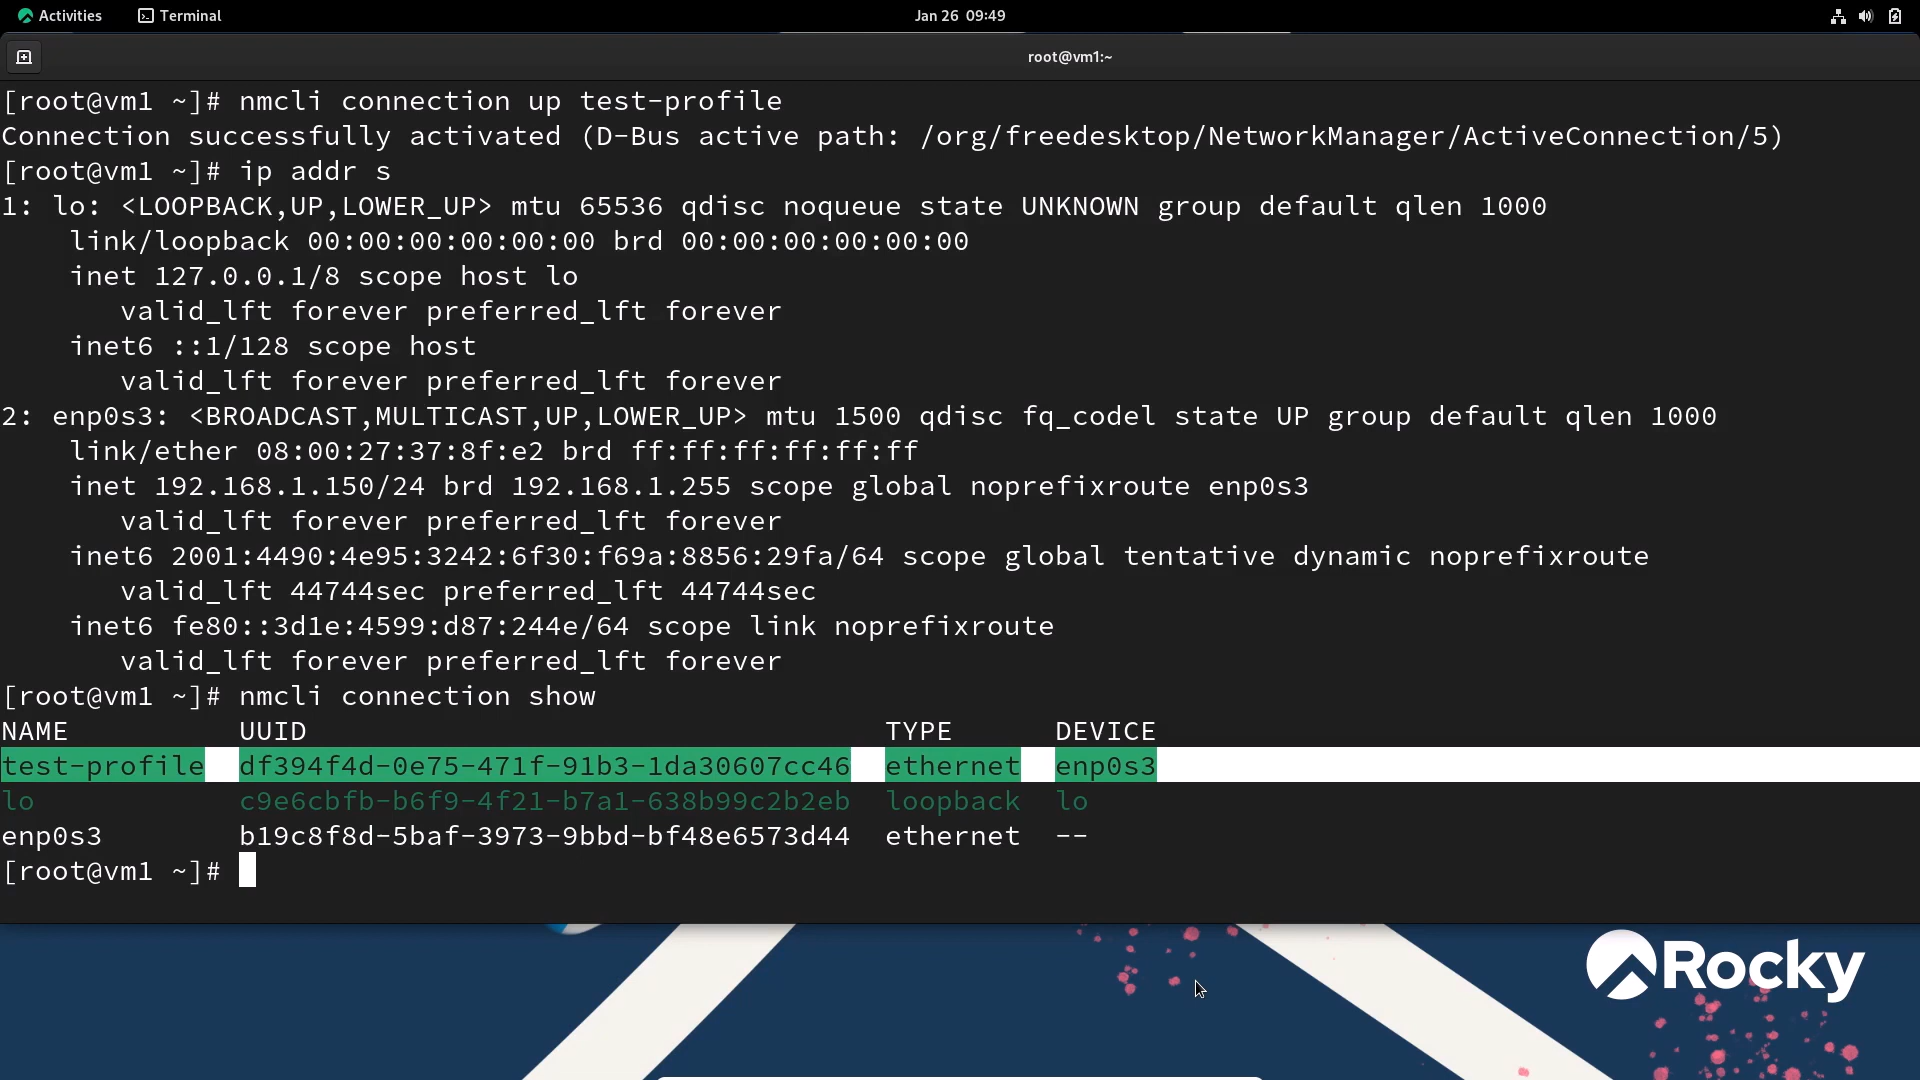 Activities Terminal Jan 26 09:49
root@vm1:~
[root@vm1 ~]# nmcli connection up test-profile
Connection successfully activated (D-Bus active path: /org/freedesktop/NetworkManager/ActiveConnection/5)
[root@vm1 ~]# ip addr s
1: lo: <LOOPBACK,UP,LOWER_UP> mtu 65536 qdisc noqueue state UNKNOWN group default qlen 1000
    link/loopback 00:00:00:00:00:00 brd 00:00:00:00:00:00
    inet 127.0.0.1/8 scope host lo
       valid_lft forever preferred_lft forever
    inet6 ::1/128 scope host
       valid_lft forever preferred_lft forever
2: enp0s3: <BROADCAST,MULTICAST,UP,LOWER_UP> mtu 1500 qdisc fq_codel state UP group default qlen 1000
    link/ether 08:00:27:37:8f:e2 brd ff:ff:ff:ff:ff:ff
    inet 192.168.1.150/24 brd 192.168.1.255 scope global noprefixroute enp0s3
       valid_lft forever preferred_lft forever
    inet6 2001:4490:4e95:3242:6f30:f69a:8856:29fa/64 scope global tentative dynamic noprefixroute
       valid_lft 44744sec preferred_lft 44744sec
    inet6 fe80::3d1e:4599:d87:244e/64 scope link noprefixroute
       valid_lft forever preferred_lft forever
[root@vm1 ~]# nmcli connection show
NAME          UUID                                  TYPE      DEVICE
test-profile  df394f4d-0e75-471f-91b3-1da30607cc46  ethernet  enp0s3
lo            c9e6cbfb-b6f9-4f21-b7a1-638b99c2b2eb  loopback  lo
enp0s3        b19c8f8d-5baf-3973-9bbd-bf48e6573d44  ethernet  --
[root@vm1 ~]#
Rocky